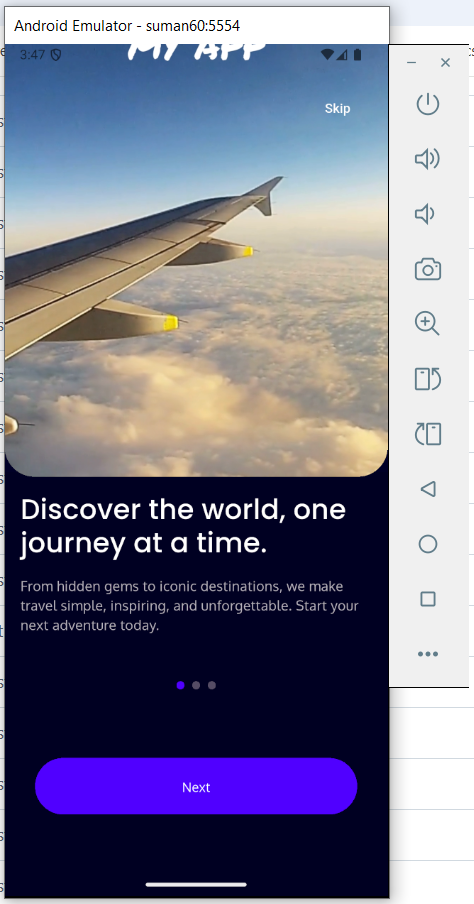 Android Emulator - suman60:5554
3:47
MY APP
Skip
Discover the world, one
journey at a time.
From hidden gems to iconic destinations, we make
travel simple, inspiring, and unforgettable. Start your
next adventure today.
Next